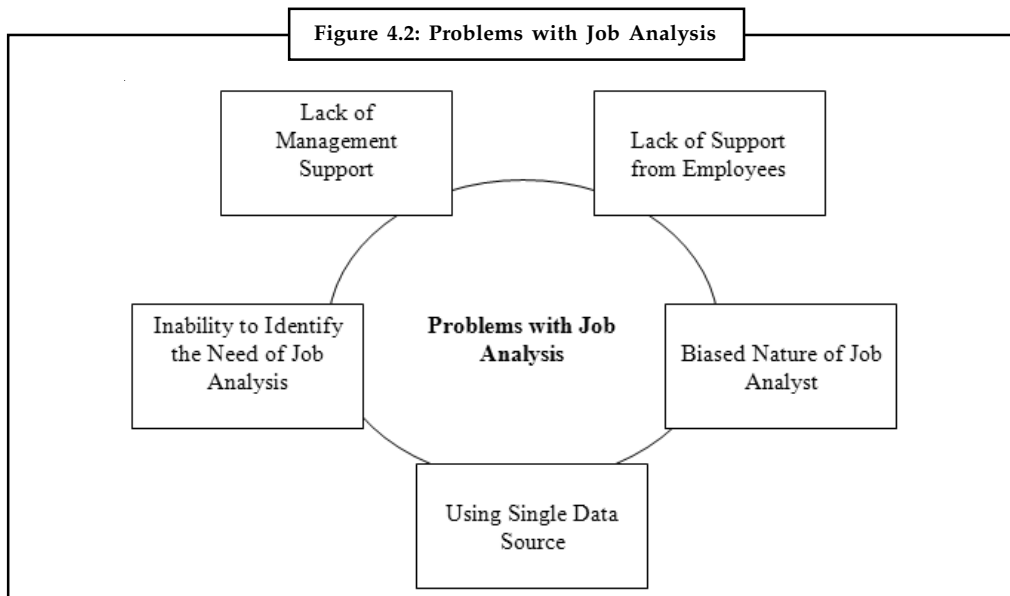 Figure 4.2: Problems with Job Analysis
Lack of
Management
Support
Lack of Support
from Employees
Inability to Identify
the Need of Job
Analysis
Problems with Job
Analysis
Biased Nature of Job
Analyst
Using Single Data
Source